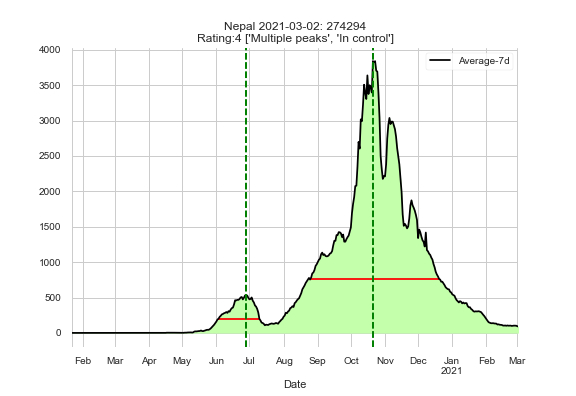 Nepal 2021-03-02: 274294
Rating:4 ['Multiple peaks', 'In control']
Average-7d
4000
3500
3000
2500
2000
1500
1000
500
0
Feb Mar Apr May Jun Jul Aug Sep Oct Nov Dec Jan Feb Mar
2021
Date